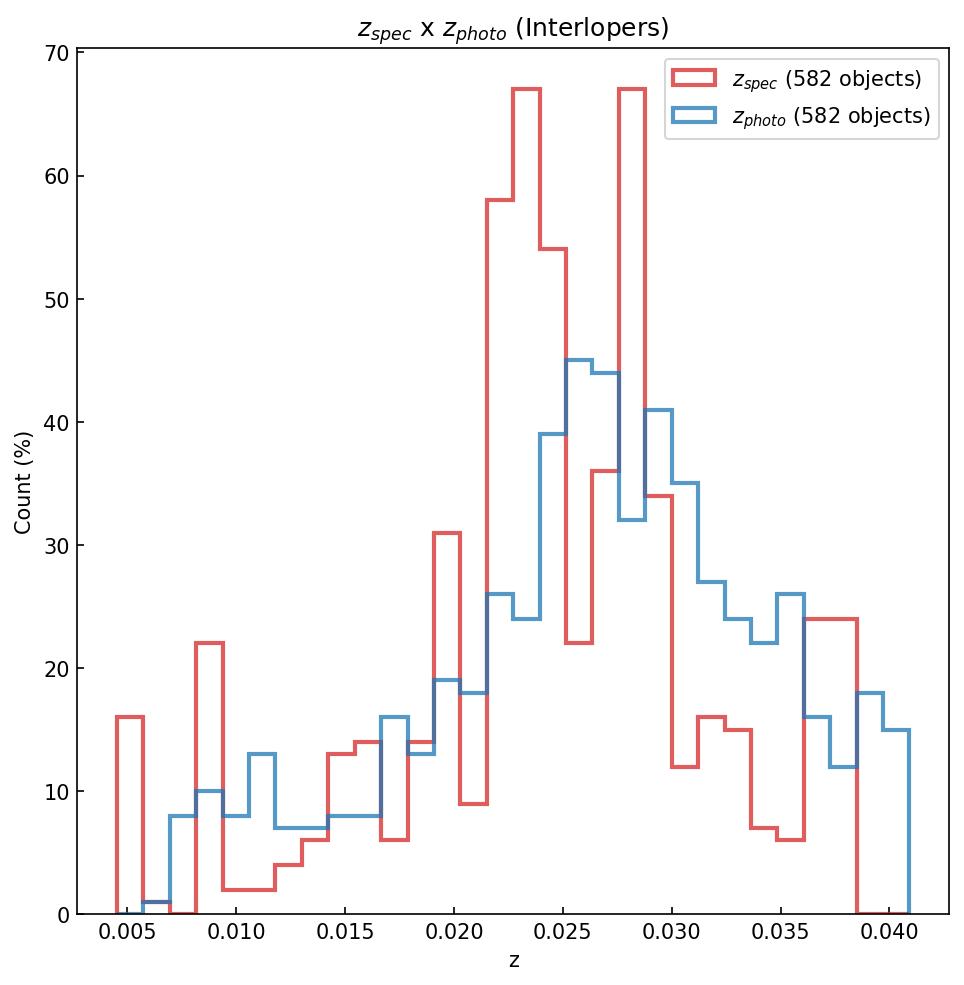 z_spec x z_photo (Interlopers)
z_spec (582 objects)
z_photo (582 objects)
Count (%)
70
60
50
40
30
20
10
0
0.005 0.010 0.015 0.020 0.025 0.030 0.035 0.040
z